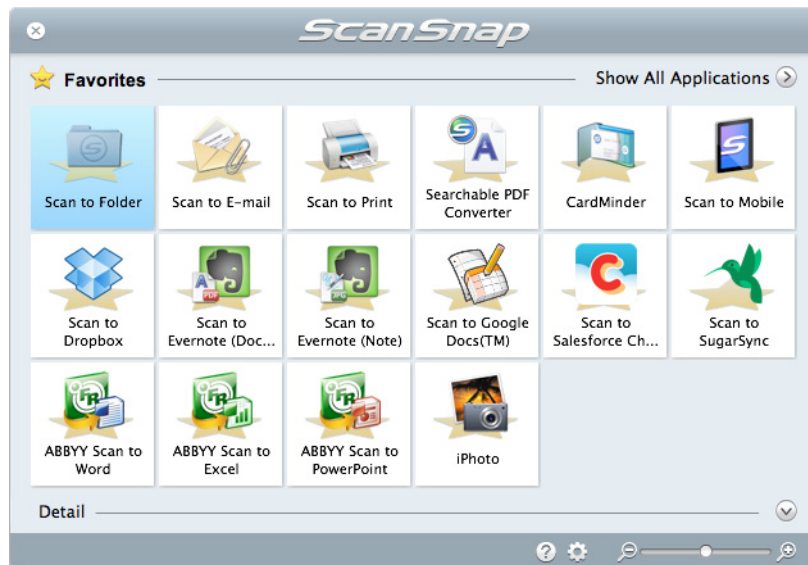 ScanSnap
Favorites
Show All Applications
Scan to Folder
Scan to E-mail
Scan to Print
Searchable PDF
Converter
CardMinder
Scan to Mobile
Scan to
Dropbox
Scan to
Evernote (Doc...
Scan to
Evernote (Note)
Scan to Google
Docs(TM)
Scan to
Salesforce Ch...
Scan to
SugarSync
ABBYY Scan to
Word
ABBYY Scan to
Excel
ABBYY Scan to
PowerPoint
iPhoto
Detail